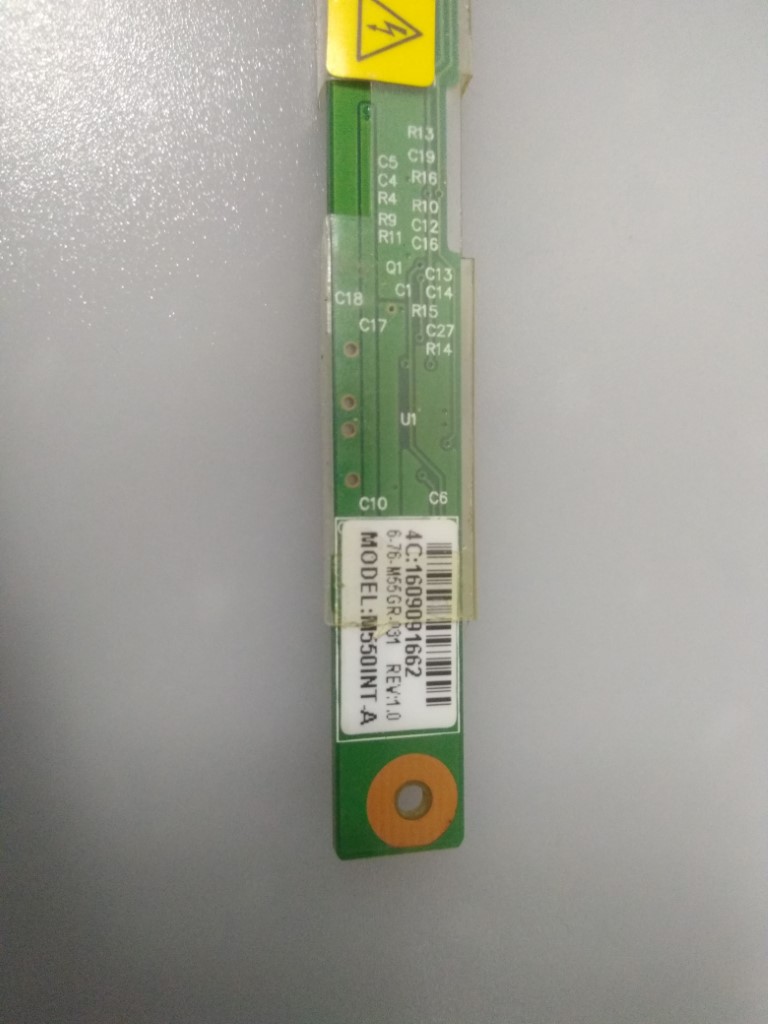 R13
C5 C19
C4 R16
R4
R10
R9 C12
R11 C16
Q1 C13
C1 C14
C18
R15
C17 C27
R14
U1
C6
C10
4C:1609091662
6-76-M55GR-031 REV:1.0
MODEL:M550INT-A